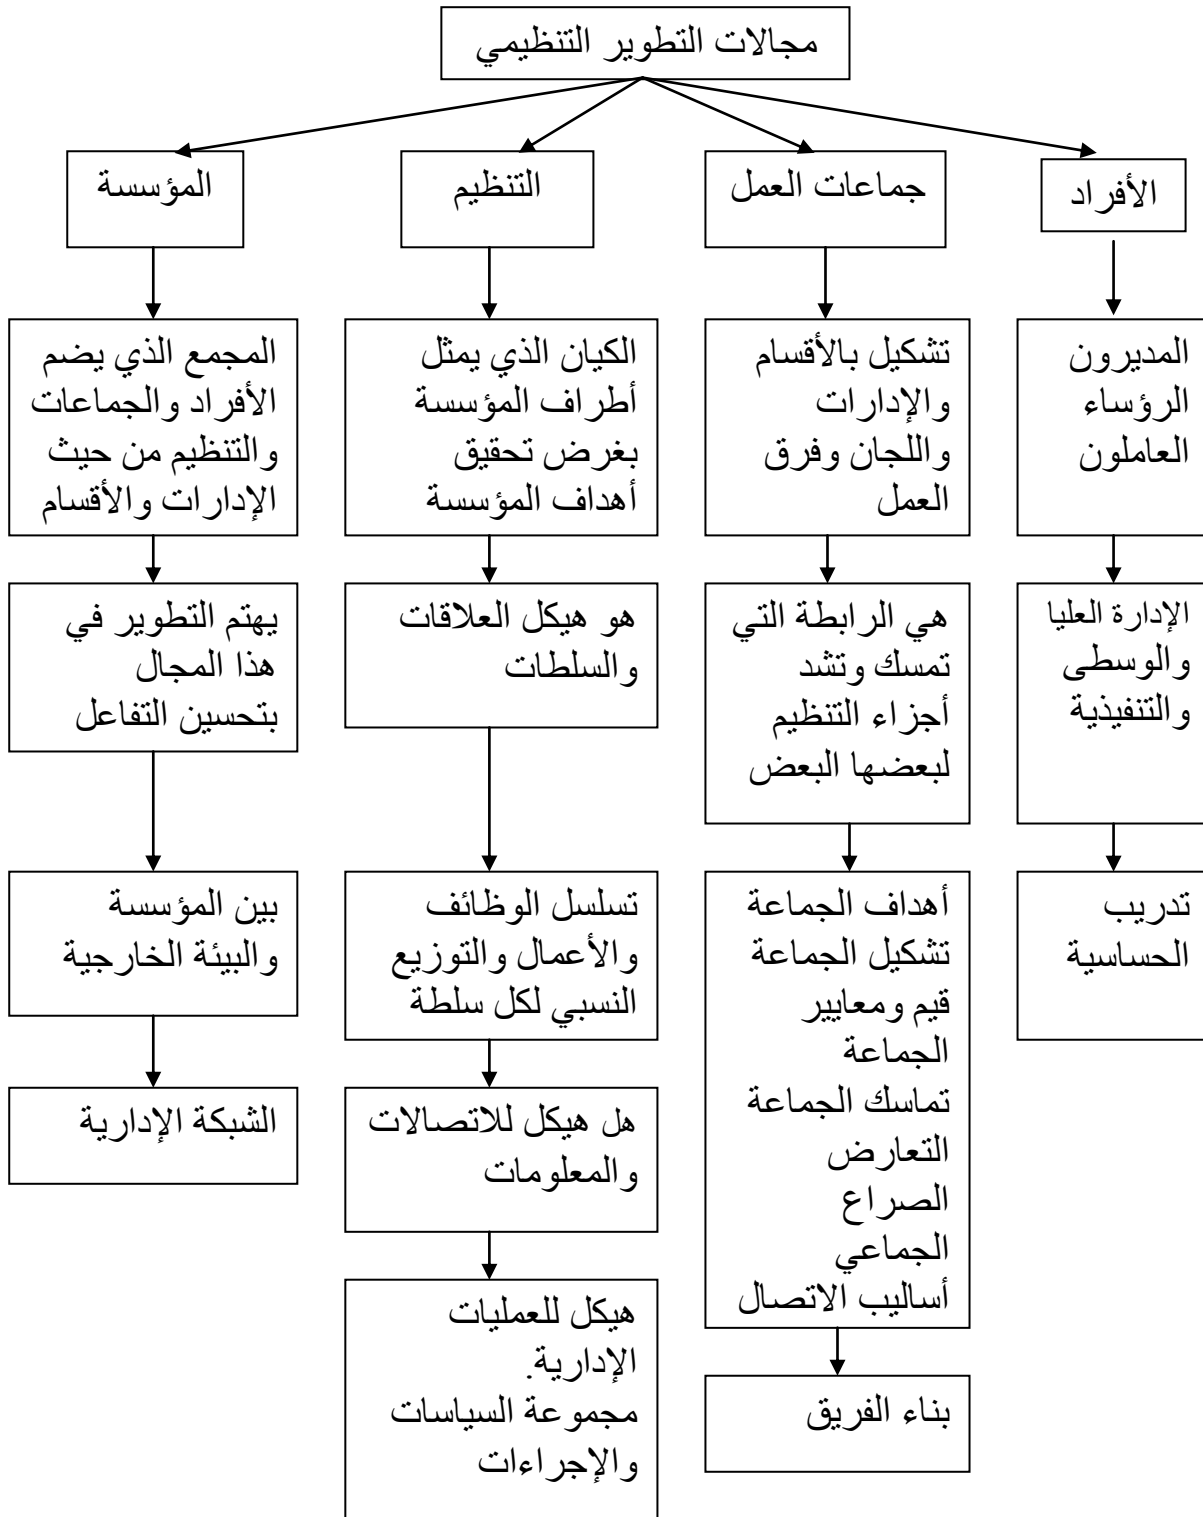 مجالات التطوير التنظيمي
الأفراد
المديرون
الرؤساء
العاملون
الإدارة العليا
والوسطى
والتنفيذية
تدريب
الحساسية
جماعات العمل
تشكيل بالأقسام
والإدارات
واللجان وفرق
العمل
هي الرابطة التي
تمسك وتشد
أجزاء التنظيم
لبعضها البعض
أهداف الجماعة
تشكيل الجماعة
قيم ومعايير
الجماعة
تماسك الجماعة
التعارض
الصراع
الجماعي
أساليب الاتصال
بناء الفريق
التنظيم
الكيان الذي يمثل
أطراف المؤسسة
بغرض تحقيق
أهداف المؤسسة
هو هيكل العلاقات
والسلطات
تسلسل الوظائف
والأعمال والتوزيع
النسبي لكل سلطة
هل هيكل للاتصالات
والمعلومات
هيكل للعمليات
الإدارية.
مجموعة السياسات
والإجراءات
المؤسسة
المجمع الذي يضم
الأفراد والجماعات
والتنظيم من حيث
الإدارات والأقسام
يهتم التطوير في
هذا المجال
بتحسين التفاعل
بين المؤسسة
والبيئة الخارجية
الشبكة الإدارية